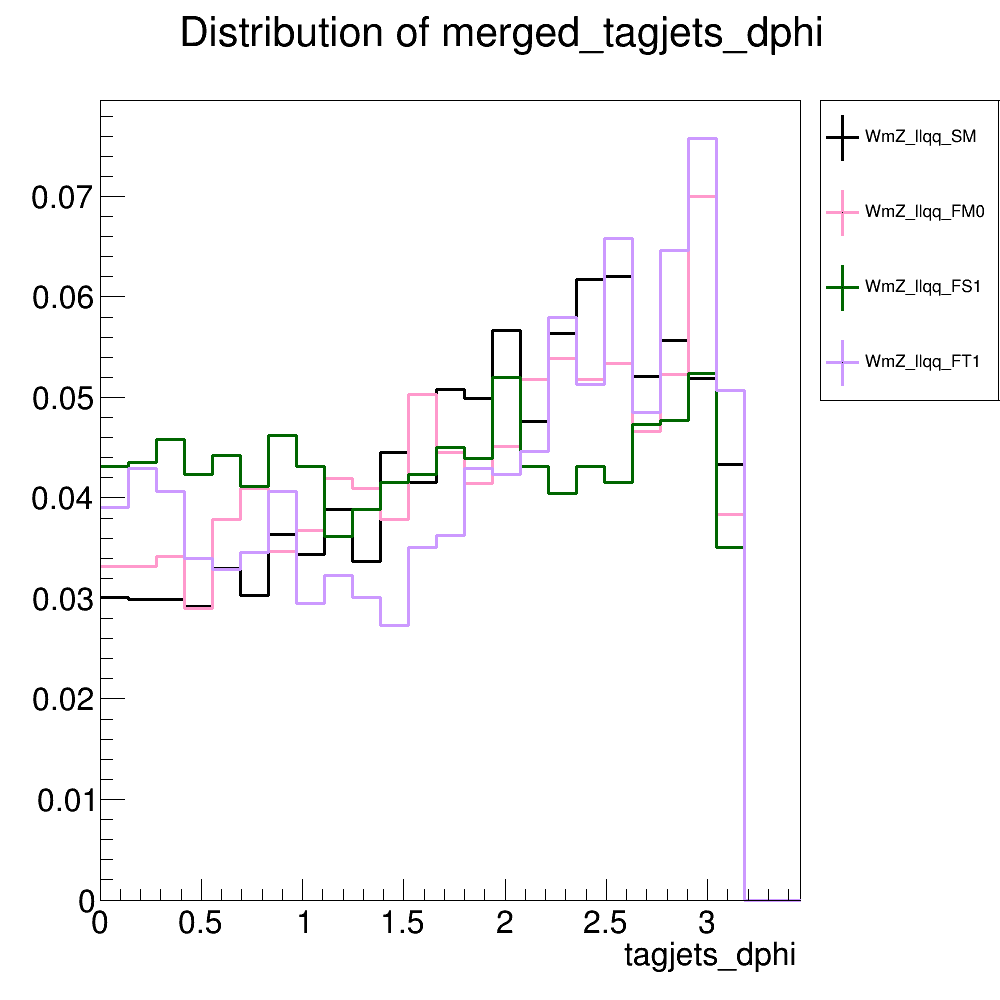 Distribution of merged_tagjets_dphi
WmZ_llqq_SM
WmZ_llqq_FM0
WmZ_llqq_FS1
WmZ_llqq_FT1
0.07
0.06
0.05
0.04
0.03
0.02
0.01
0
0 0.5 1 1.5 2 2.5 3
tagjets_dphi